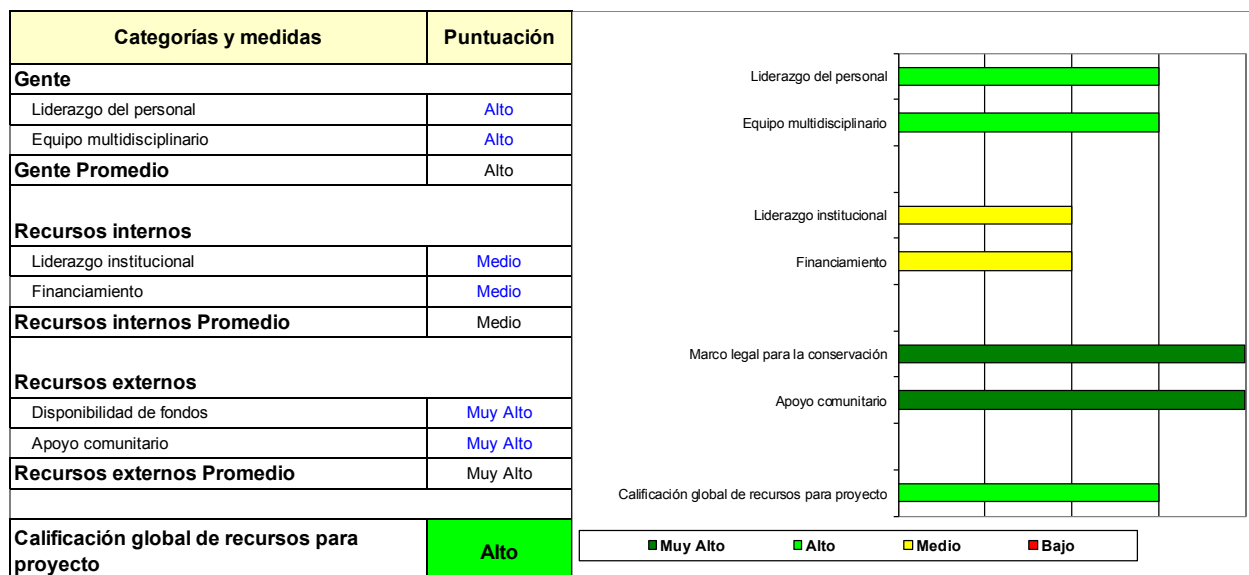 Categorías y medidas Puntuación
Gente
Liderazgo del personal Alto
Equipo multidisciplinario Alto
Gente Promedio Alto
Recursos internos
Liderazgo institucional Medio
Financiamiento Medio
Recursos internos Promedio Medio
Recursos externos
Disponibilidad de fondos Muy Alto
Apoyo comunitario Muy Alto
Recursos externos Promedio Muy Alto
Calificación global de recursos para
proyecto
Alto
Liderazgo del personal
Equipo multidisciplinario
Liderazgo institucional
Financiamiento
Marco legal para la conservación
Apoyo comunitario
Calificación global de recursos para proyecto
Muy Alto Alto Medio Bajo